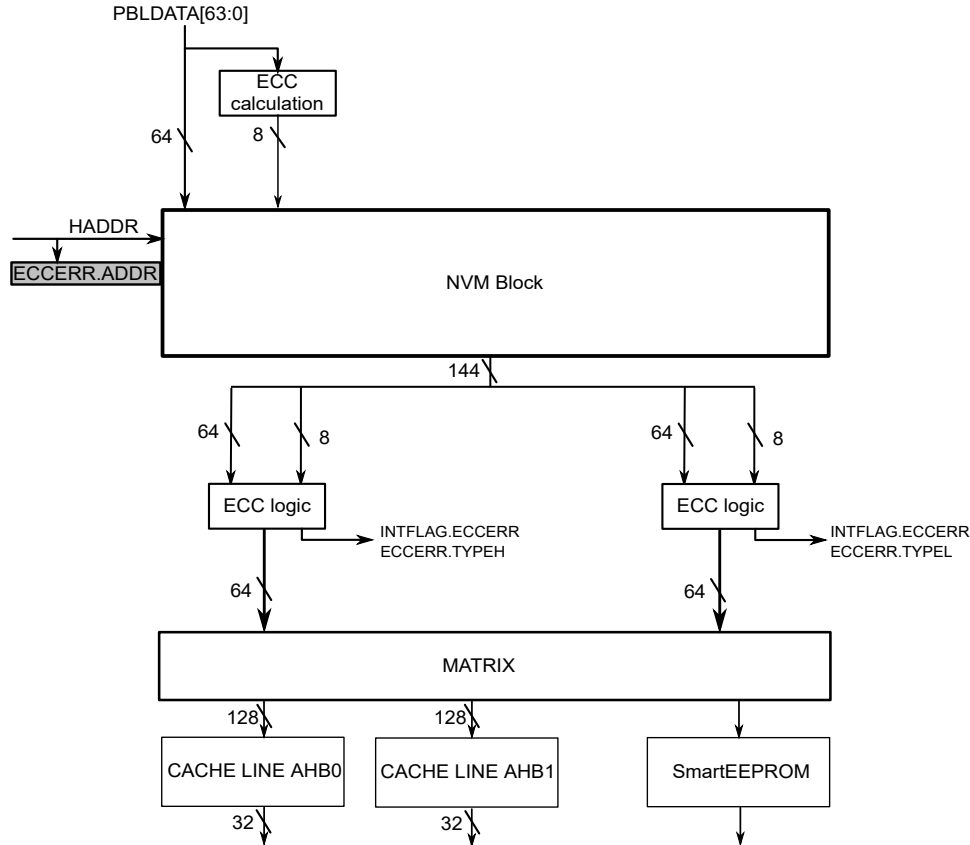 PBLDATA[63:0]
ECC
calculation
64
8
HADDR
ECCERR.ADDR
NVM Block
144
64
8
64
8
ECC logic
ECC logic
INTFLAG.ECCERR
ECCERR.TYPEH
INTFLAG.ECCERR
ECCERR.TYPEL
64
64
MATRIX
128
128
CACHE LINE AHB0
CACHE LINE AHB1
SmartEEPROM
32
32